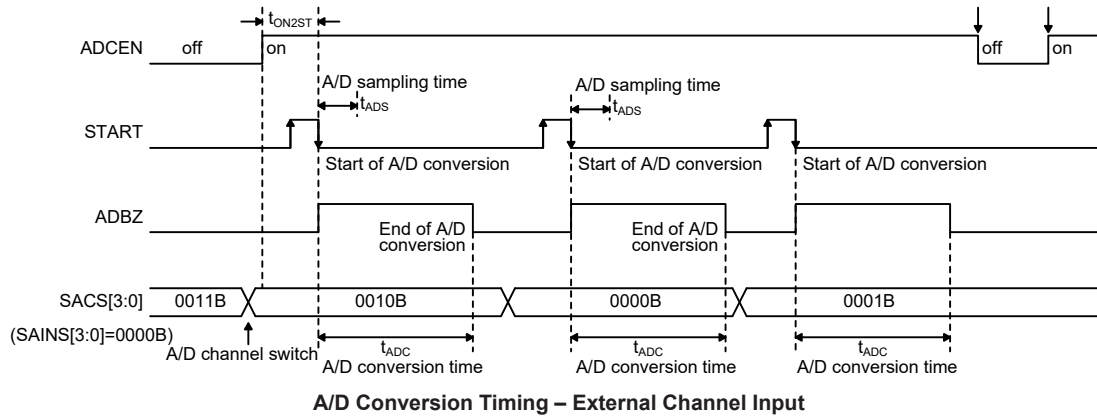 tON2ST
ADCEN off on off on
A/D sampling time A/D sampling time
tADS tADS
START
Start of A/D conversion Start of A/D conversion Start of A/D conversion
ADBZ
End of A/D conversion End of A/D conversion
SACS[3:0] 0011B 0010B 0000B 0001B
(SAINS[3:0]=0000B)
A/D channel switch
tADC tADC tADC
A/D conversion time A/D conversion time A/D conversion time
A/D Conversion Timing – External Channel Input